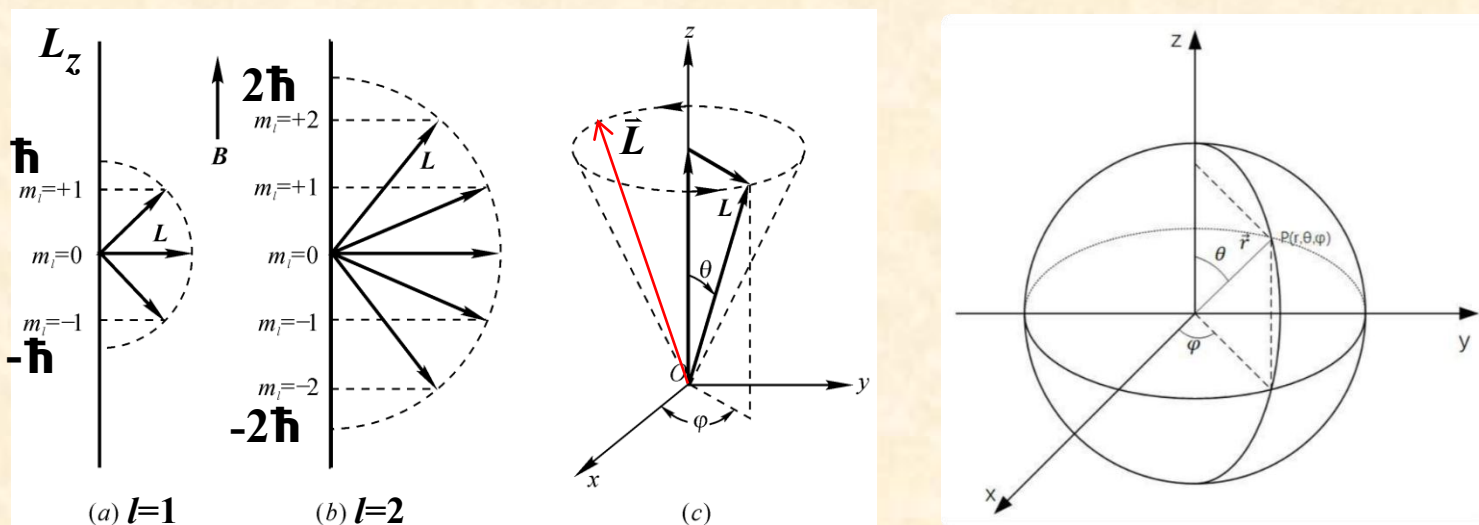 L_z
B
ħ
m_l=+1
L
m_l=0
m_l=-1
-ħ
(a) l=1
2ħ
m_l=+2
L
m_l=+1
m_l=0
m_l=-1
m_l=-2
-2ħ
(b) l=2
z
L⃗
L
θ
O
y
φ
x
(c)
z
P(r,θ,φ)
r⃗
θ
y
φ
x